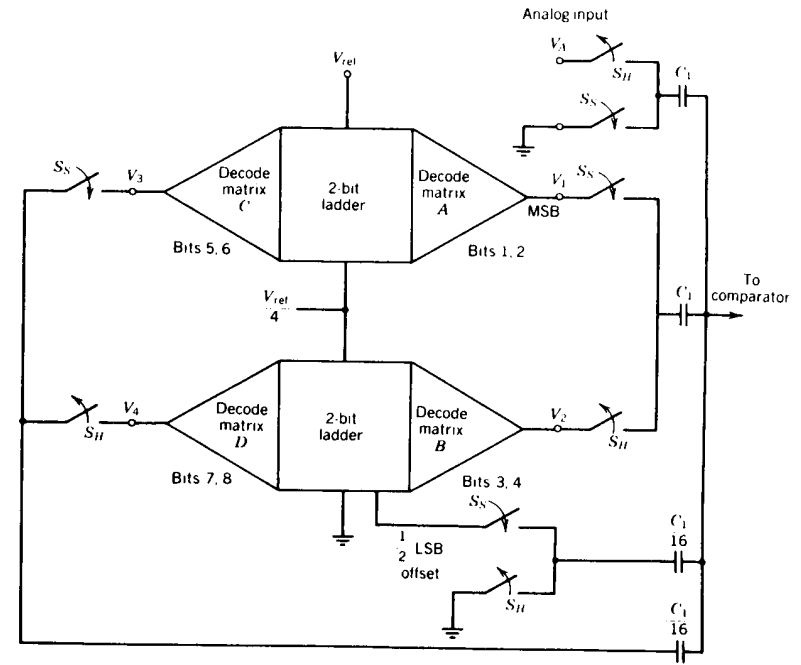 Analog input
V_A
S_H
C_1
V_ref
S_S
S_S
V_3
Decode
matrix
C
2-bit
ladder
Decode
matrix
A
V_1
S_S
MSB
Bits 5, 6
Bits 1, 2
V_ref
4
C_1
To
comparator
S_H
V_4
Decode
matrix
D
2-bit
ladder
Decode
matrix
B
V_2
S_H
Bits 7, 8
Bits 3, 4
S_S
1
2
LSB
offset
C_1
16
S_H
C_1
16